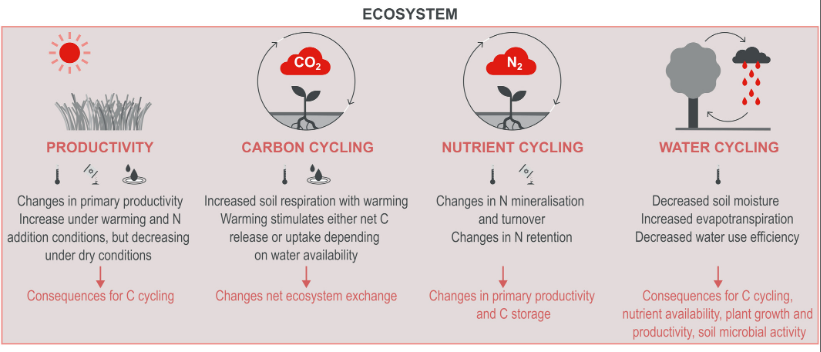 ECOSYSTEM
CO2
N2
PRODUCTIVITY
CARBON CYCLING
NUTRIENT CYCLING
WATER CYCLING
Changes in primary productivity
Increase under warming and N
addition conditions, but decreasing
under dry conditions
Consequences for C cycling
Increased soil respiration with warming
Warming stimulates either net C
release or uptake depending
on water availability
Changes net ecosystem exchange
Changes in N mineralisation
and turnover
Changes in N retention
Changes in primary productivity
and C storage
Decreased soil moisture
Increased evapotranspiration
Decreased water use efficiency
Consequences for C cycling,
nutrient availability, plant growth and
productivity, soil microbial activity